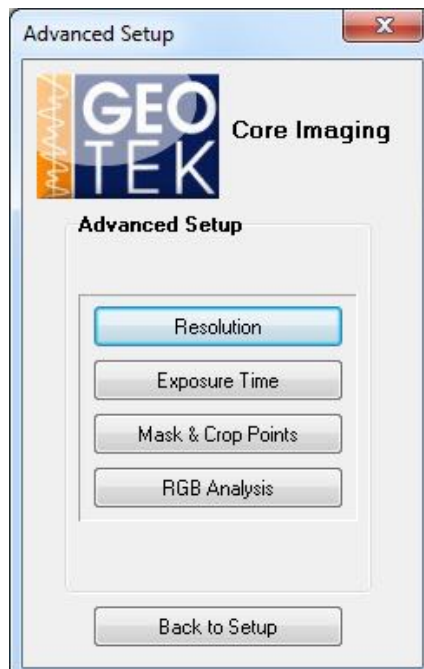 Advanced Setup
GEO
TEK
Core Imaging
Advanced Setup
Resolution
Exposure Time
Mask & Crop Points
RGB Analysis
Back to Setup